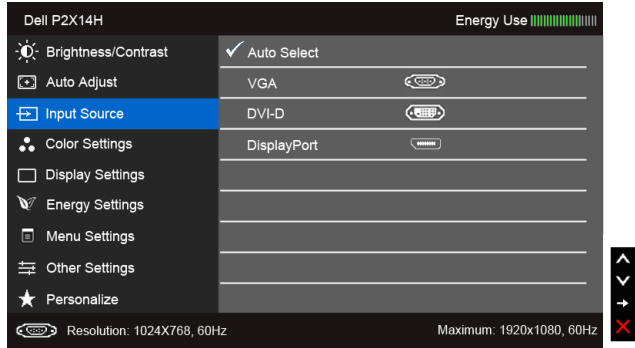 Dell P2X14H
Energy Use
Brightness/Contrast
Auto Adjust
Input Source
Color Settings
Display Settings
Energy Settings
Menu Settings
Other Settings
Personalize
Auto Select
VGA
DVI-D
DisplayPort
Resolution: 1024X768, 60Hz
Maximum: 1920x1080, 60Hz